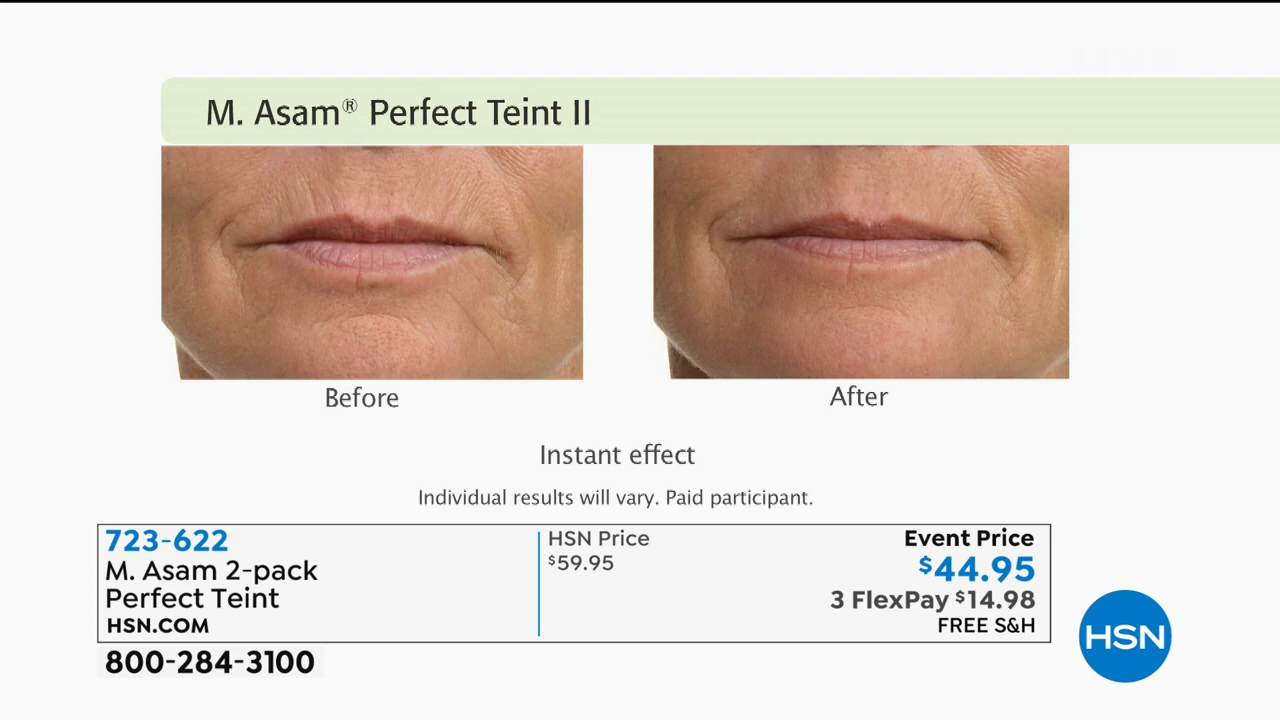 M. Asam® Perfect Teint II
Before
After
Instant effect
Individual results will vary. Paid participant.
723-622
M. Asam 2-pack
Perfect Teint
HSN.COM
HSN Price
$59.95
Event Price
$44.95
3 FlexPay $14.98
FREE S&H
800-284-3100
HSN